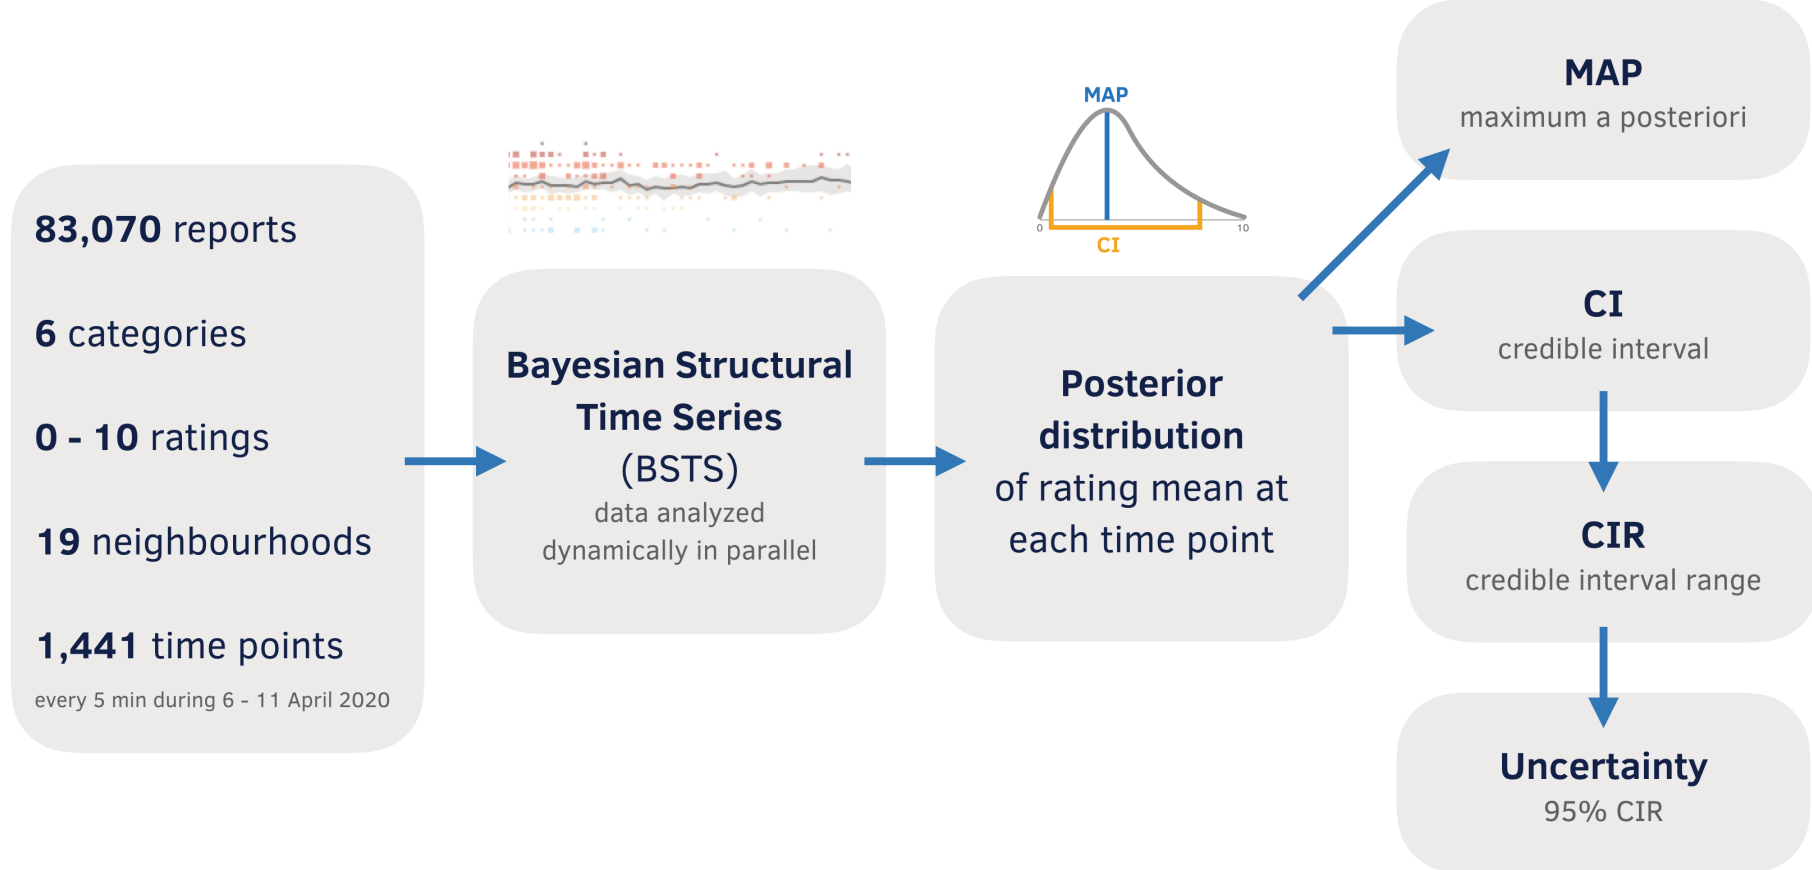 83,070 reports
6 categories
0 - 10 ratings
19 neighbourhoods
1,441 time points
every 5 min during 6 - 11 April 2020
Bayesian Structural
Time Series
(BSTS)
data analyzed
dynamically in parallel
MAP
0
10
CI
Posterior
distribution
of rating mean at
each time point
MAP
maximum a posteriori
CI
credible interval
CIR
credible interval range
Uncertainty
95% CIR